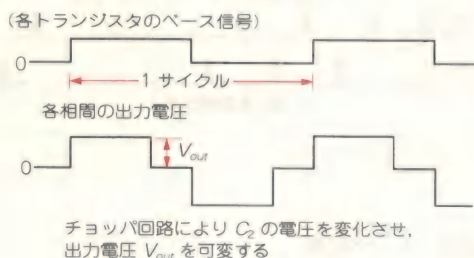 (各トランジスタのベース信号)
0
1 サイクル
各相間の出力電圧
0
Vout
チョッパ回路により C2 の電圧を変化させ,
出力電圧 Vout を可変する